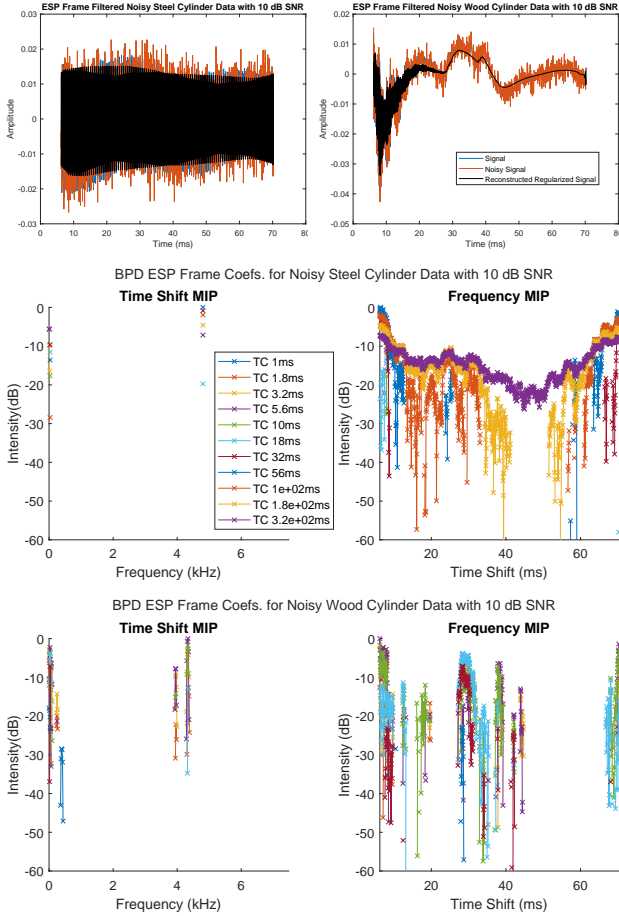 ESP Frame Filtered Noisy Steel Cylinder Data with 10 dB SNR
0.03
0.02
0.01
0
-0.01
-0.02
-0.03
Amplitude
0 10 20 30 40 50 60 70 80
Time (ms)
ESP Frame Filtered Noisy Wood Cylinder Data with 10 dB SNR
0.02
0.01
0
-0.01
-0.02
-0.03
-0.04
-0.05
Amplitude
0 10 20 30 40 50 60 70 80
Time (ms)
Signal
Noisy Signal
Reconstructed Regularized Signal
BPD ESP Frame Coefs. for Noisy Steel Cylinder Data with 10 dB SNR
Time Shift MIP
0
-10
-20
-30
-40
-50
-60
Intensity(dB)
0 2 4 6
Frequency (kHz)
TC 1ms
TC 1.8ms
TC 3.2ms
TC 5.6ms
TC 10ms
TC 18ms
TC 32ms
TC 56ms
TC 1e+02ms
TC 1.8e+02ms
TC 3.2e+02ms
Frequency MIP
0
-10
-20
-30
-40
-50
-60
Intensity (dB)
20 40 60
Time Shift (ms)
BPD ESP Frame Coefs. for Noisy Wood Cylinder Data with 10 dB SNR
Time Shift MIP
0
-10
-20
-30
-40
-50
-60
Intensity(dB)
0 2 4 6
Frequency (kHz)
Frequency MIP
0
-10
-20
-30
-40
-50
-60
Intensity (dB)
20 40 60
Time Shift (ms)